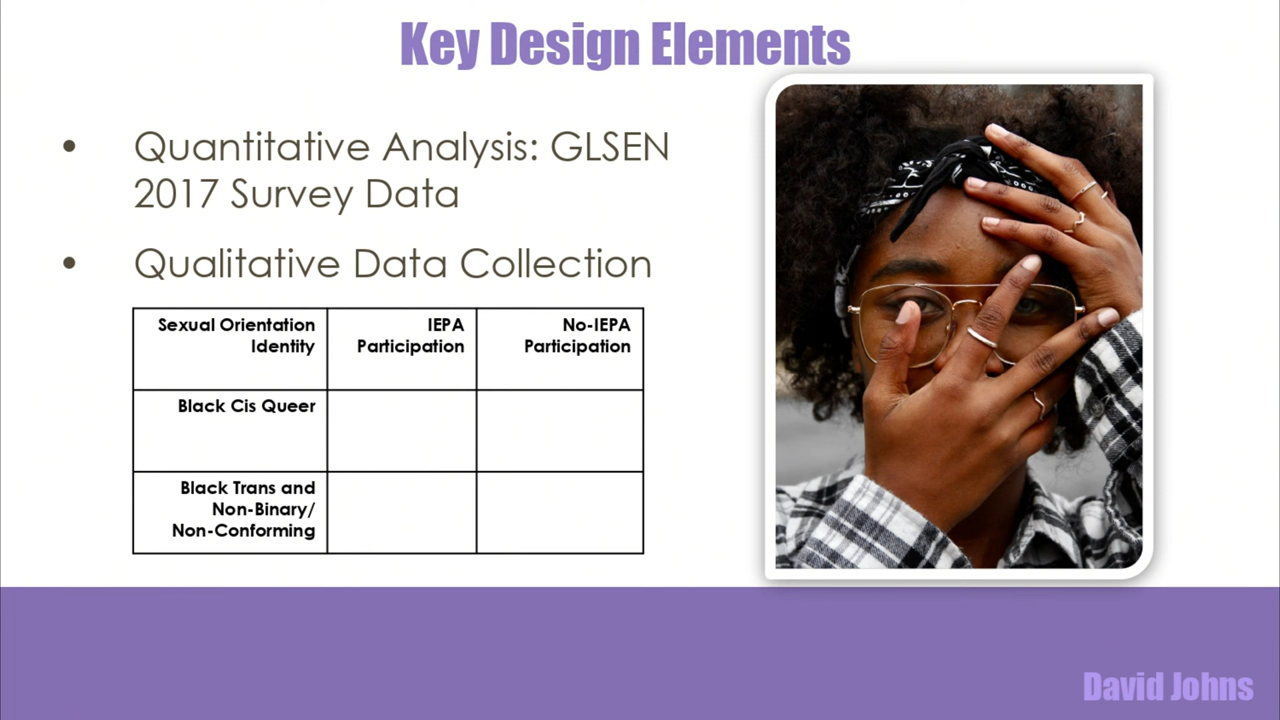 Key Design Elements
• Quantitative Analysis: GLSEN
2017 Survey Data
• Qualitative Data Collection
Sexual Orientation
Identity
IEPA
Participation
No-IEPA
Participation
Black Cis Queer
Black Trans and
Non-Binary/
Non-Conforming
David Johns